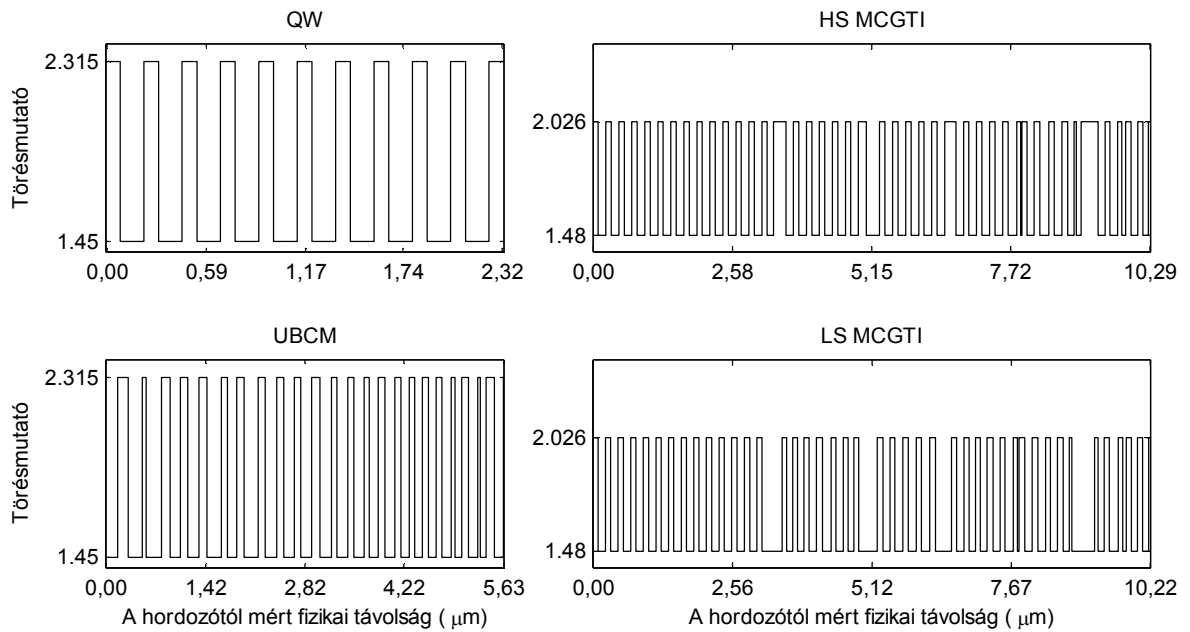 QW
Törésmutató
2.315
1.45
0,00 0,59 1,17 1,74 2,32
HS MCGTI
2.026
1.48
0,00 2,58 5,15 7,72 10,29
UBCM
Törésmutató
2.315
1.45
0,00 1,42 2,82 4,22 5,63
A hordozótól mért fizikai távolság ( μm)
LS MCGTI
2.026
1.48
0,00 2,56 5,12 7,67 10,22
A hordozótól mért fizikai távolság ( μm)